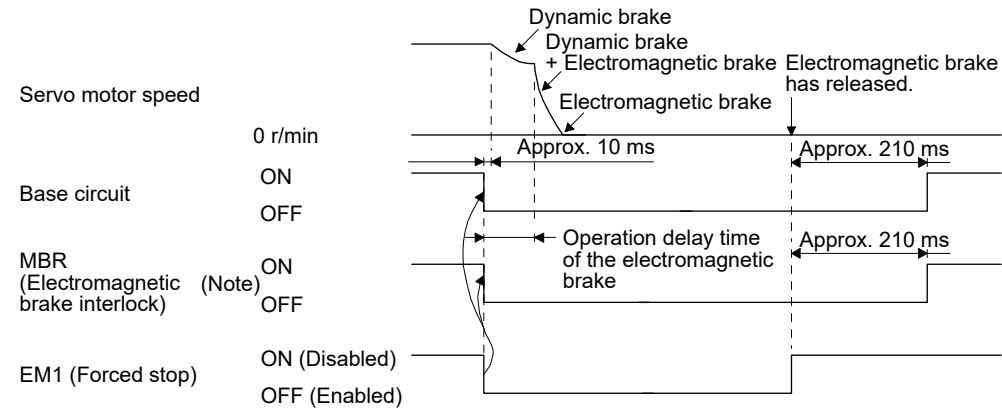 Dynamic brake
Dynamic brake
+ Electromagnetic brake
Electromagnetic brake
has released.
Servo motor speed
Electromagnetic brake
0 r/min
Approx. 10 ms
Approx. 210 ms
Base circuit
ON
OFF
Operation delay time
of the electromagnetic
brake
Approx. 210 ms
MBR
(Electromagnetic
brake interlock)
(Note)
ON
OFF
EM1 (Forced stop)
ON (Disabled)
OFF (Enabled)